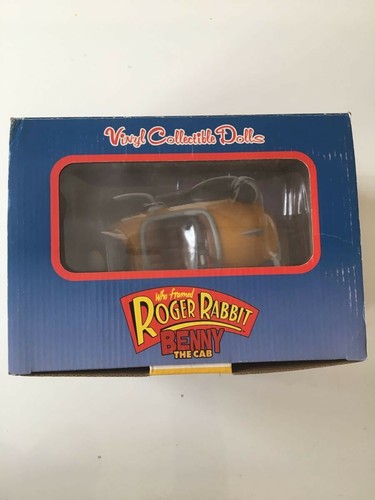 Vinyl Collectible Dolls
Who framed
ROGER RABBIT
BENNY
THE CAB